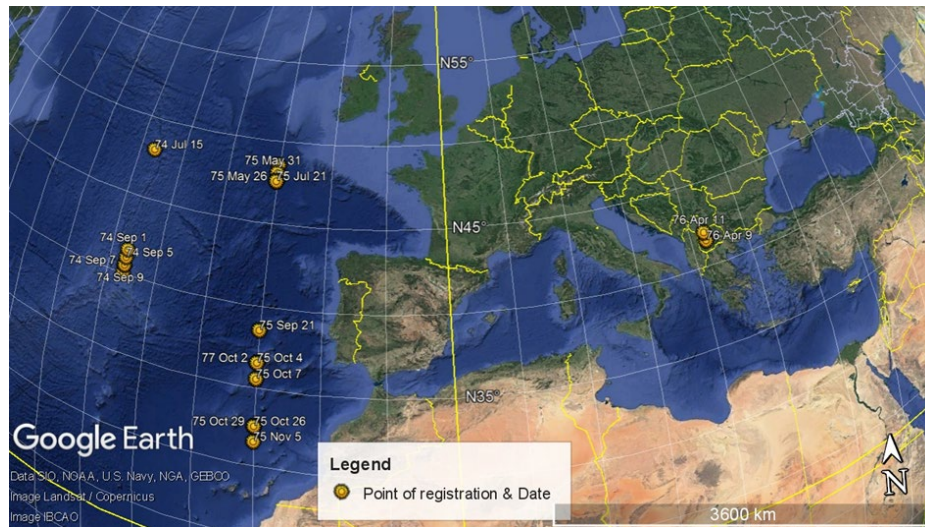 N55°
74 Jul 15
75 May 31
75 May 26
75 Jul 21
N45°
76 Apr 11
76 Apr 9
74 Sep 1
74 Sep 5
74 Sep 7
74 Sep 9
75 Sep 21
77 Oct 2
75 Oct 4
75 Oct 7
N35°
75 Oct 29
75 Oct 26
75 Nov 5
Google Earth
Legend
Point of registration & Date
Data SIO, NOAA, U.S. Navy, NGA, GEBCO
Image Landsat / Copernicus
Image IBCAO
N
3600 km